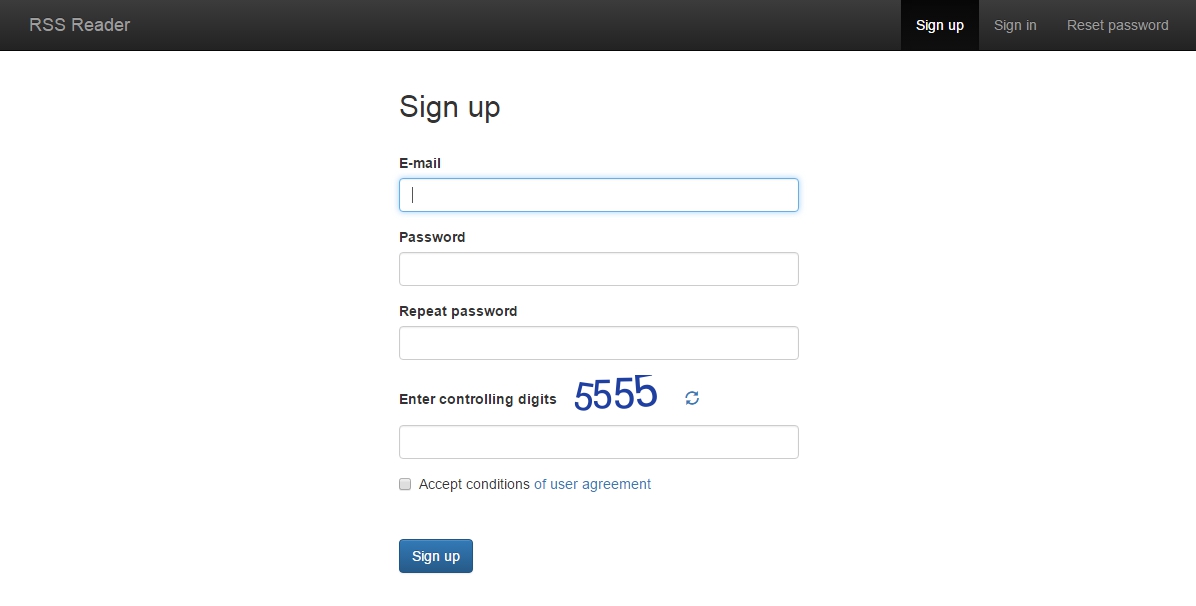 RSS Reader
Sign up Sign in Reset password
Sign up
E-mail
Password
Repeat password
Enter controlling digits 5555
Accept conditions of user agreement
Sign up